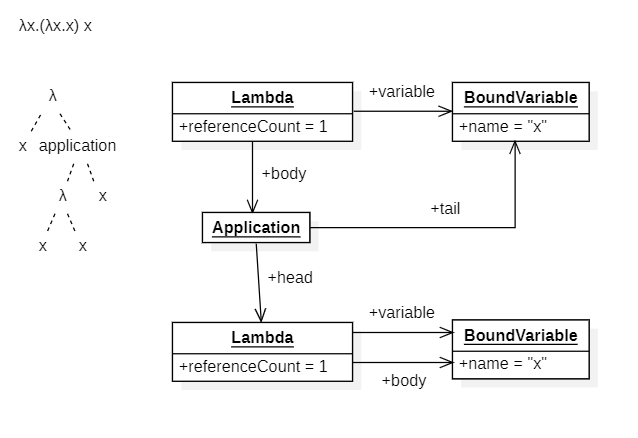 λx.(λx.x) x
λ
x application
λ x
x x
Lambda
+referenceCount = 1
+variable
BoundVariable
+name = "x"
+body
+tail
Application
+head
Lambda
+referenceCount = 1
+variable
+body
BoundVariable
+name = "x"